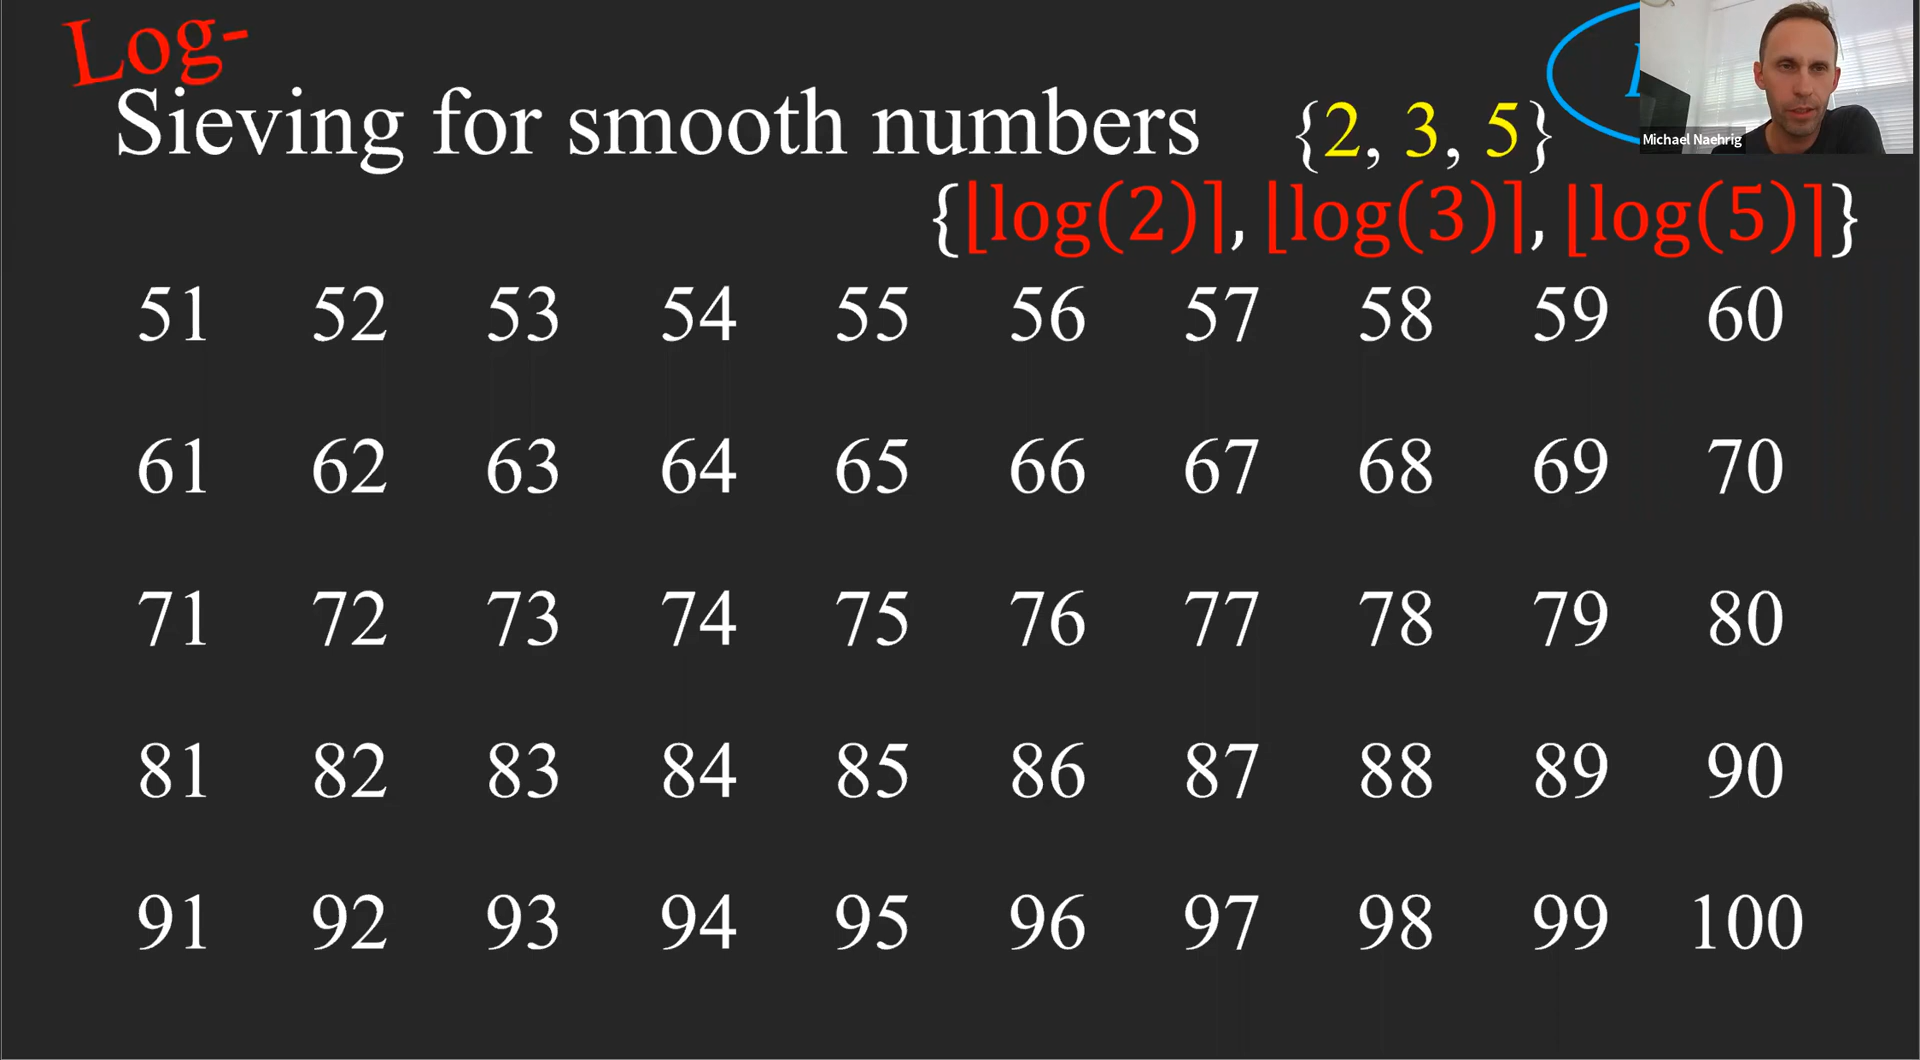 Log-
Sieving for smooth numbers {2, 3, 5}
Michael Naehrig
{⌊log(2)⌉, ⌊log(3)⌉, ⌊log(5)⌉}
51 52 53 54 55 56 57 58 59 60
61 62 63 64 65 66 67 68 69 70
71 72 73 74 75 76 77 78 79 80
81 82 83 84 85 86 87 88 89 90
91 92 93 94 95 96 97 98 99 100